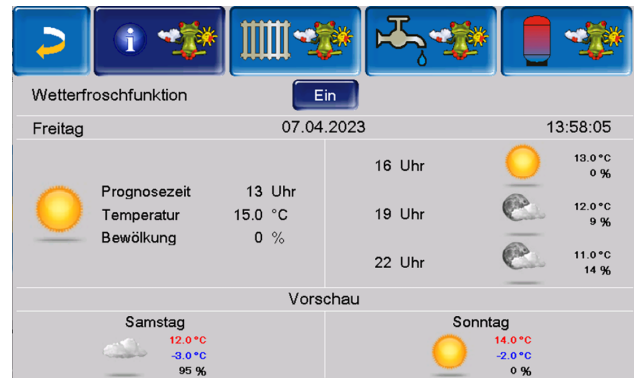 i
Wetterfroschfunktion Ein
Freitag 07.04.2023 13:58:05
Prognosezeit 13 Uhr
Temperatur 15.0 °C
Bewölkung 0 %
16 Uhr 13.0°C
0 %
19 Uhr 12.0°C
9 %
22 Uhr 11.0°C
14 %
Vorschau
Samstag
12.0°C
-3.0°C
95 %
Sonntag
14.0°C
-2.0°C
0 %